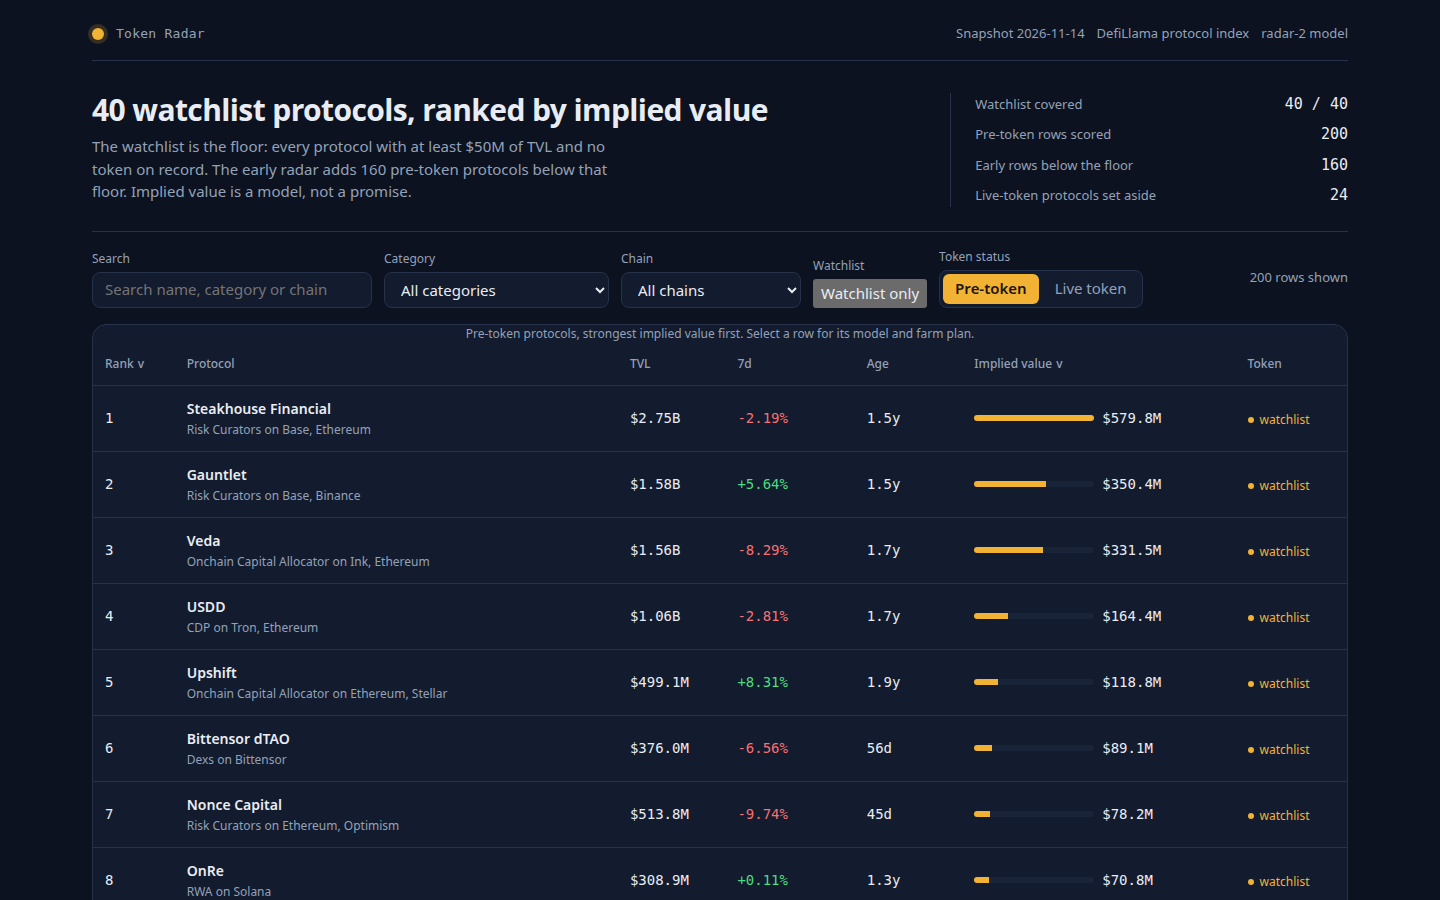 Token Radar
Snapshot 2026-11-14 DefiLlama protocol index radar-2 model
40 watchlist protocols, ranked by implied value
The watchlist is the floor: every protocol with at least $50M of TVL and no
token on record. The early radar adds 160 pre-token protocols below that
floor. Implied value is a model, not a promise.
Watchlist covered 40 / 40
Pre-token rows scored 200
Early rows below the floor 160
Live-token protocols set aside 24
Search Category Chain Watchlist Token status
Search name, category or chain All categories All chains Watchlist only Pre-token Live token 200 rows shown
Pre-token protocols, strongest implied value first. Select a row for its model and farm plan.
Rank v Protocol TVL 7d Age Implied value v Token
1 Steakhouse Financial $2.75B -2.19% 1.5y $579.8M watchlist
Risk Curators on Base, Ethereum
2 Gauntlet $1.58B +5.64% 1.5y $350.4M watchlist
Risk Curators on Base, Binance
3 Veda $1.56B -8.29% 1.7y $331.5M watchlist
Onchain Capital Allocator on Ink, Ethereum
4 USDD $1.06B -2.81% 1.7y $164.4M watchlist
CDP on Tron, Ethereum
5 Upshift $499.1M +8.31% 1.9y $118.8M watchlist
Onchain Capital Allocator on Ethereum, Stellar
6 Bittensor dTAO $376.0M -6.56% 56d $89.1M watchlist
Dexs on Bittensor
7 Nonce Capital $513.8M -9.74% 45d $78.2M watchlist
Risk Curators on Ethereum, Optimism
8 OnRe $308.9M +0.11% 1.3y $70.8M watchlist
RWA on Solana